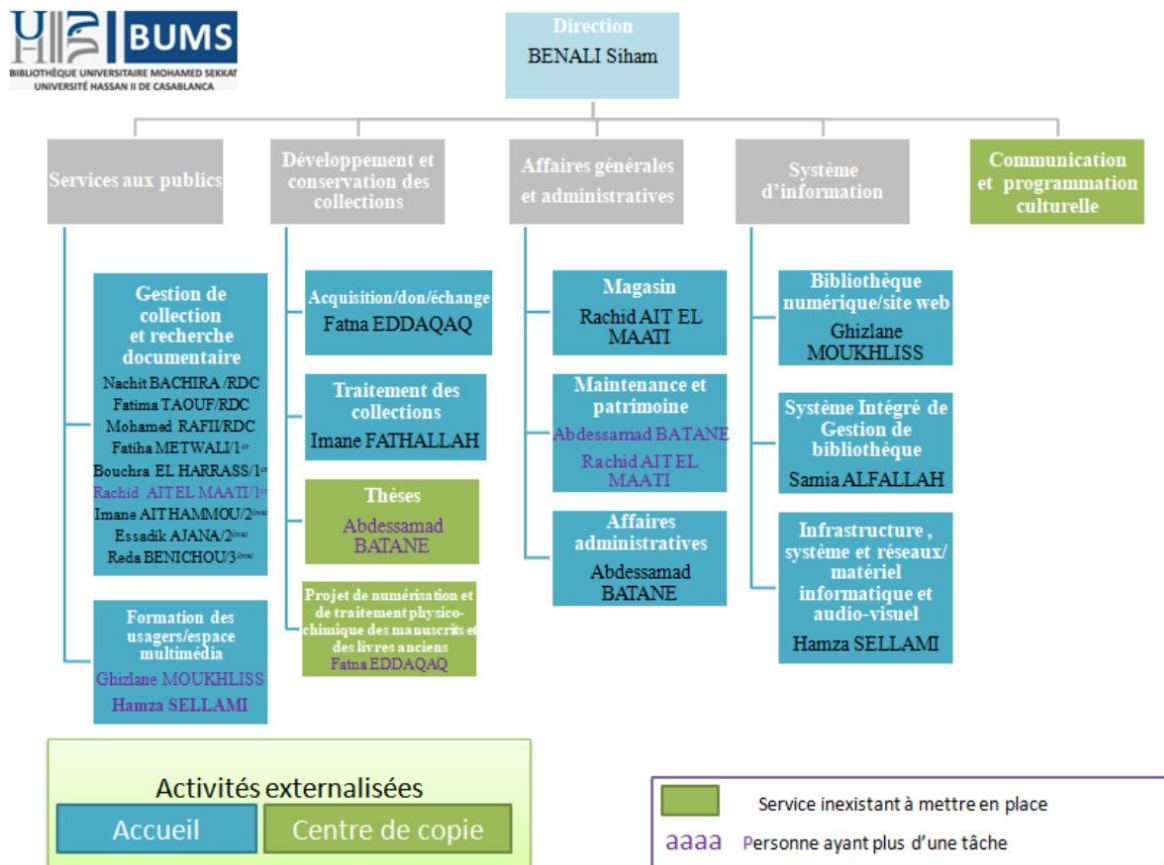 UH
BUMS
BIBLIOTHÈQUE UNIVERSITAIRE MOHAMED SEKKAT
UNIVERSITÉ HASSAN II DE CASABLANCA
Direction
BENALI Siham
Services aux publics
Gestion de
collection
et recherche
documentaire
Nachit BACHIRA /RDC
Fatima TAOUF/RDC
Mohamed RAFII/RDC
Fatiha METWALI/1er
Bouchra EL HARRASS/1er
Rachid AIT EL MAATI/1er
Imane AIT HAMMOU/2ème
Essadik AJANA/2ème
Reda BENICHOU/3ème
Formation des
usagers/espace
multimédia
Ghizlane MOUKHLISS
Hamza SELLAMI
Développement et
conservation des
collections
Acquisition/don/échange
Fatna EDDAQAQ
Traitement des
collections
Imane FATHALLAH
Thèses
Abdessamad
BATANE
Projet de numérisation et
de traitement physico-
chimique des manuscrits et
des livres anciens
Fatna EDDAQAQ
Affaires générales
et administratives
Magasin
Rachid AIT EL
MAATI
Maintenance et
patrimoine
Abdessamad BATANE
Rachid AIT EL
MAATI
Affaires
administratives
Abdessamad
BATANE
Système
d'information
Bibliothèque
numérique/site web
Ghizlane
MOUKHLISS
Système Intégré de
Gestion de
bibliothèque
Samia ALFALLAH
Infrastructure ,
système et réseaux/
matériel
informatique et
audio-visuel
Hamza SELLAMI
Communication
et programmation
culturelle
Activités externalisées
Accueil
Centre de copie
Service inexistant à mettre en place
aaaa Personne ayant plus d'une tâche